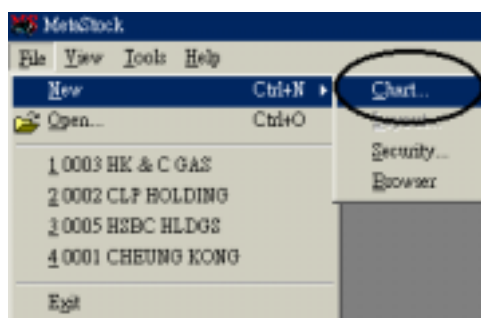 MetaStock
File View Tools Help
New Ctrl+N
Open... Ctrl+O
1 0003 HK & C GAS
2 0002 CLP HOLDING
3 0005 HSBC HLDGS
4 0001 CHEUNG KONG
Exit
Chart...
Security...
Browser